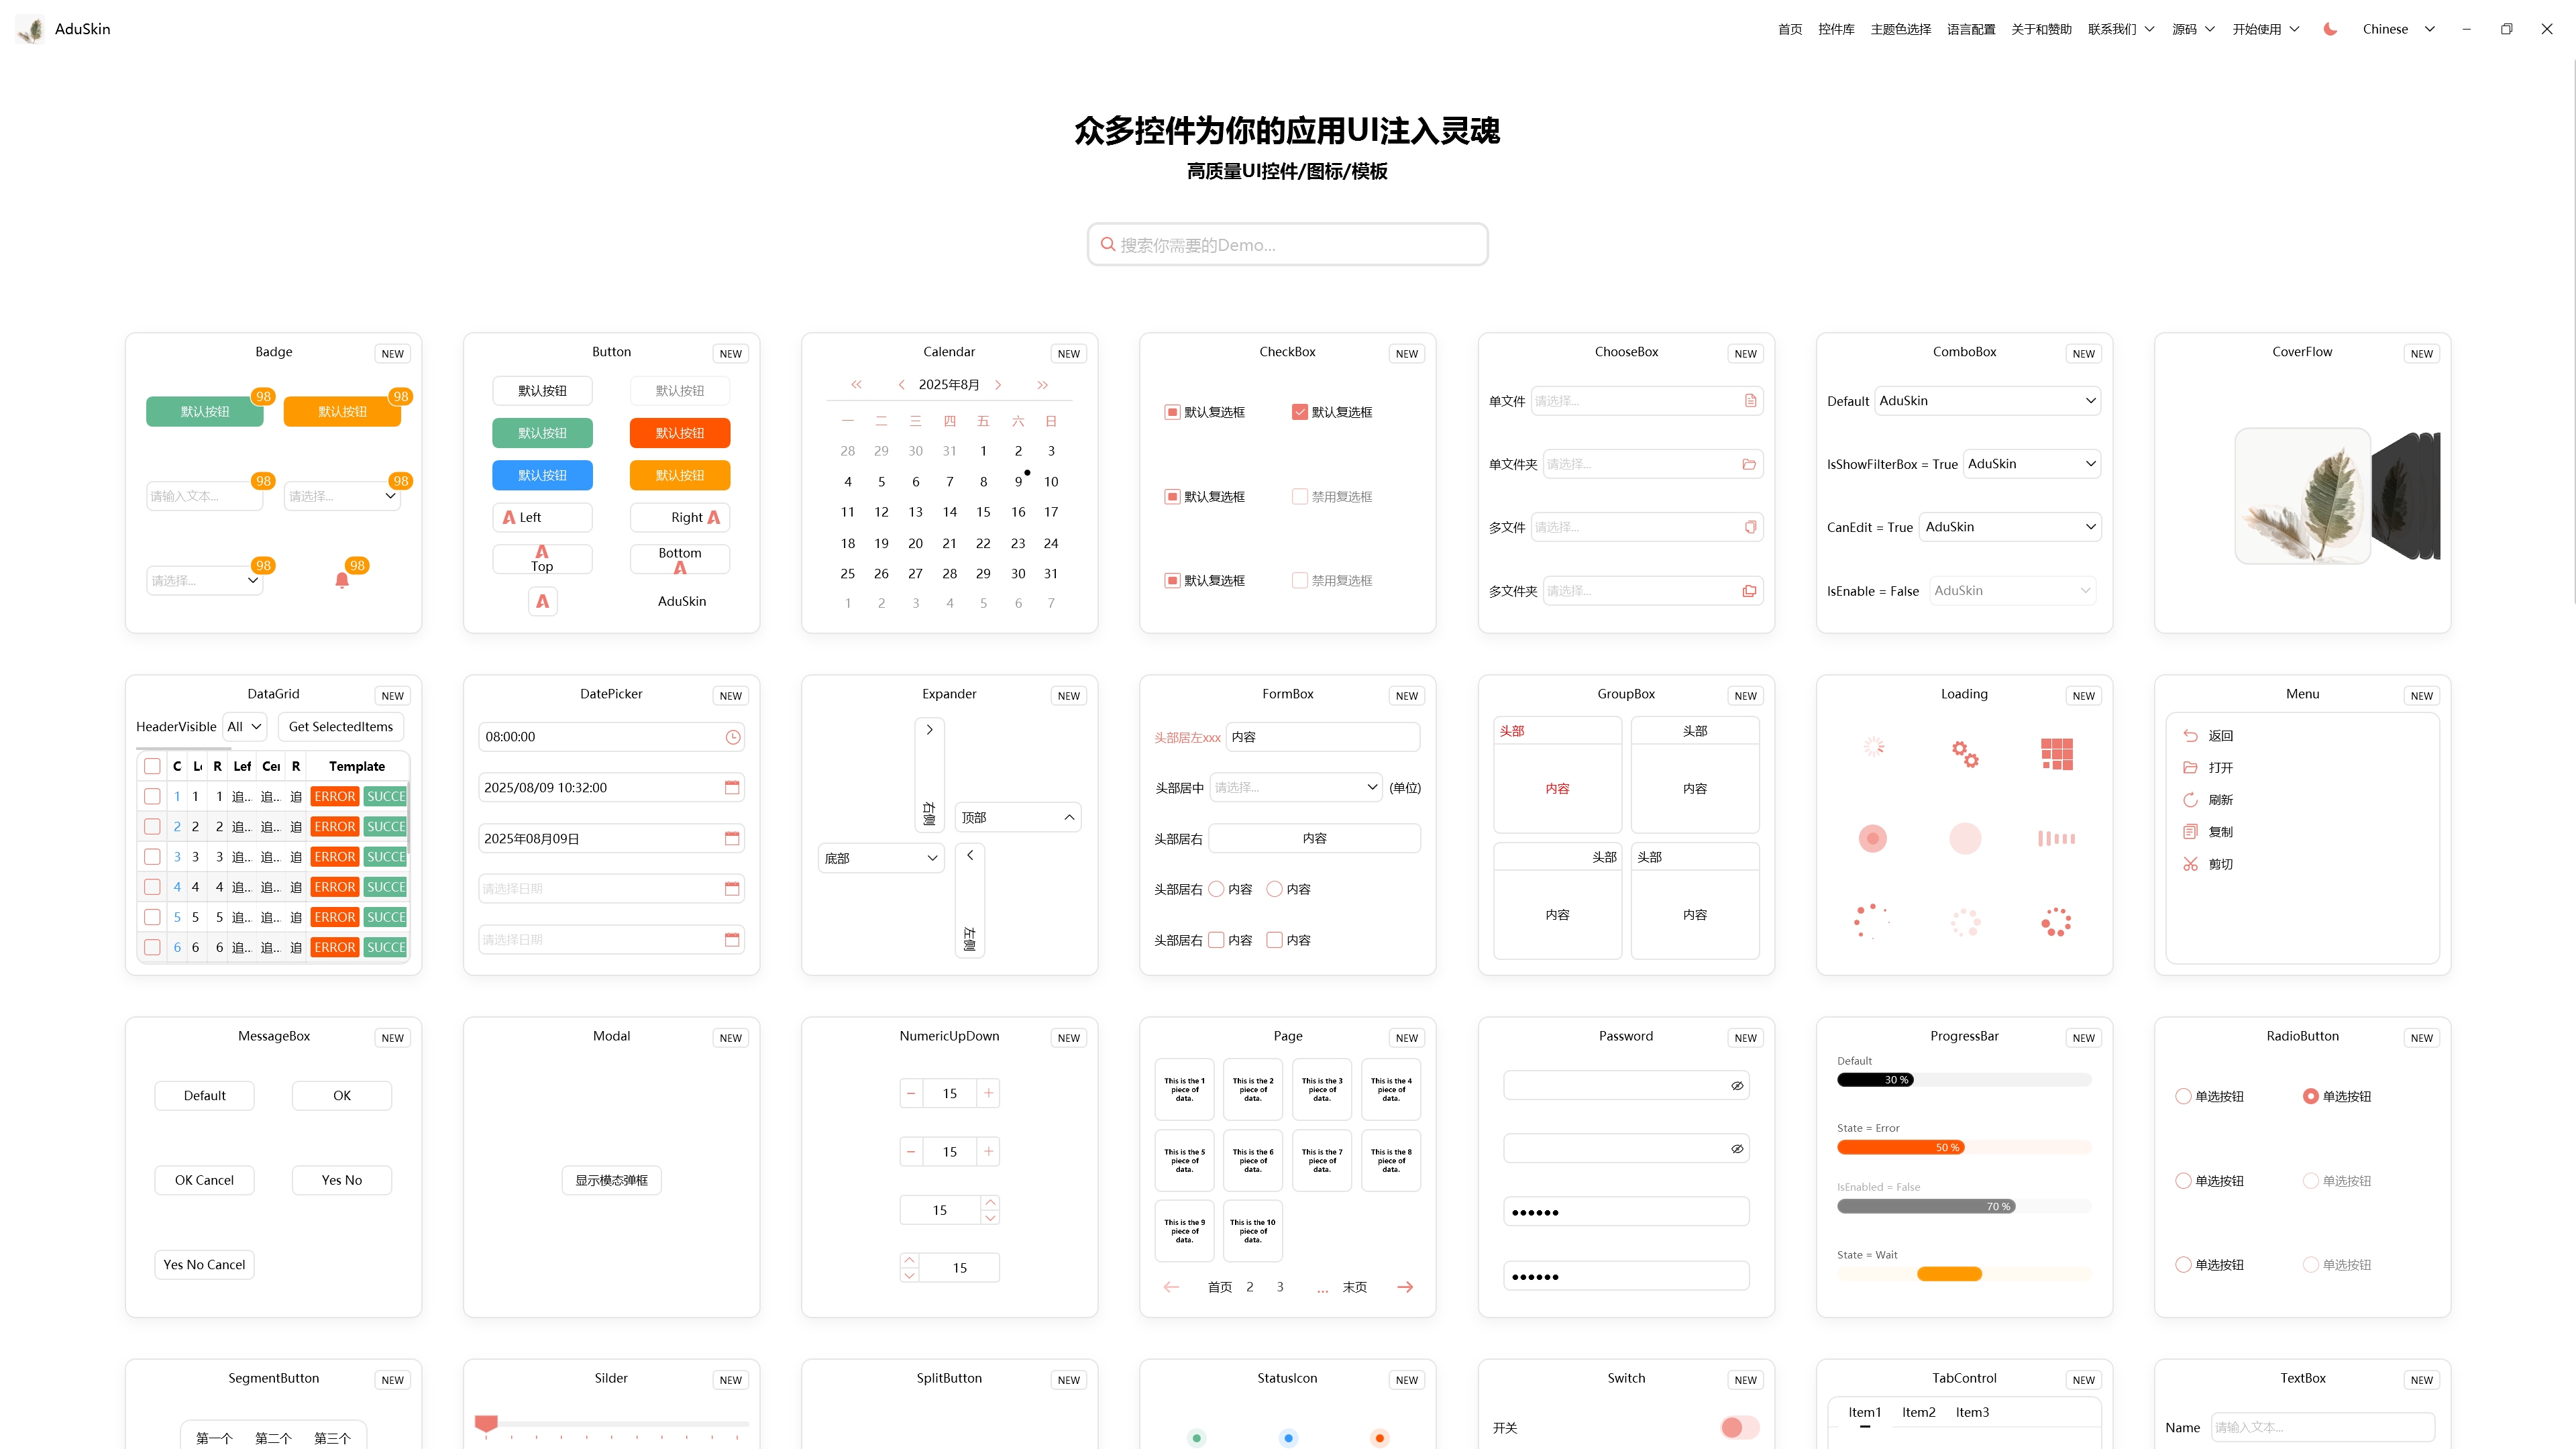 AduSkin 首页 控件库 主题色选择 语言配置 关于和赞助 联系我们 源码 开始使用 Chinese
众多控件为你的应用UI注入灵魂
高质量UI控件/图标/模板
搜索你需要的Demo...
Badge NEW
默认按钮 98 默认按钮 98
请输入文本... 98 请选择... 98
请选择... 98 98
Button NEW
默认按钮 默认按钮
默认按钮 默认按钮
默认按钮 默认按钮
Left Right
Top Bottom
AduSkin
Calendar NEW
2025年8月
一 二 三 四 五 六 日
28 29 30 31 1 2 3
4 5 6 7 8 9 10
11 12 13 14 15 16 17
18 19 20 21 22 23 24
25 26 27 28 29 30 31
1 2 3 4 5 6 7
CheckBox NEW
默认复选框 默认复选框
默认复选框 禁用复选框
默认复选框 禁用复选框
ChooseBox NEW
单文件 请选择...
单文件夹 请选择...
多文件 请选择...
多文件夹 请选择...
ComboBox NEW
Default AduSkin
IsShowFilterBox = True AduSkin
CanEdit = True AduSkin
IsEnable = False AduSkin
CoverFlow NEW
DataGrid NEW
HeaderVisible All Get SelectedItems
C R Lef R Template
1 1 1 追... 追... 追 ERROR SUCCE
2 2 2 追... 追... 追 ERROR SUCCE
3 3 3 追... 追... 追 ERROR SUCCE
4 4 4 追... 追... 追 ERROR SUCCE
5 5 5 追... 追... 追 ERROR SUCCE
6 6 6 追... 追... 追 ERROR SUCCE
DatePicker NEW
08:00:00
2025/08/09 10:32:00
2025年08月09日
请选择日期
请选择日期
Expander NEW
右侧
顶部
底部
左侧
FormBox NEW
头部居左xxx 内容
头部居中 请选择... (单位)
头部居右 内容
头部居右 内容 内容
头部居右 内容 内容
GroupBox NEW
头部 头部
内容 内容
头部 头部
内容 内容
Loading NEW
Menu NEW
返回
打开
刷新
复制
剪切
MessageBox NEW
Default OK
OK Cancel Yes No
Yes No Cancel
Modal NEW
显示模态弹框
NumericUpDown NEW
15
15
15
15
Page NEW
This is the 1 piece of data. This is the 2 piece of data. This is the 3 piece of data. This is the 4 piece of data.
This is the 5 piece of data. This is the 6 piece of data. This is the 7 piece of data. This is the 8 piece of data.
This is the 9 piece of data. This is the 10 piece of data.
首页 2 3 ... 末页
Password NEW
●●●●●●
●●●●●●
ProgressBar NEW
Default
30 %
State = Error
50 %
IsEnabled = False
70 %
State = Wait
RadioButton NEW
单选按钮 单选按钮
单选按钮 单选按钮
单选按钮 单选按钮
SegmentButton NEW
第一个 第二个 第三个
Silder NEW
SplitButton NEW
StatusIcon NEW
Switch NEW
开关
TabControl NEW
Item1 Item2 Item3
TextBox NEW
Name 请输入文本...